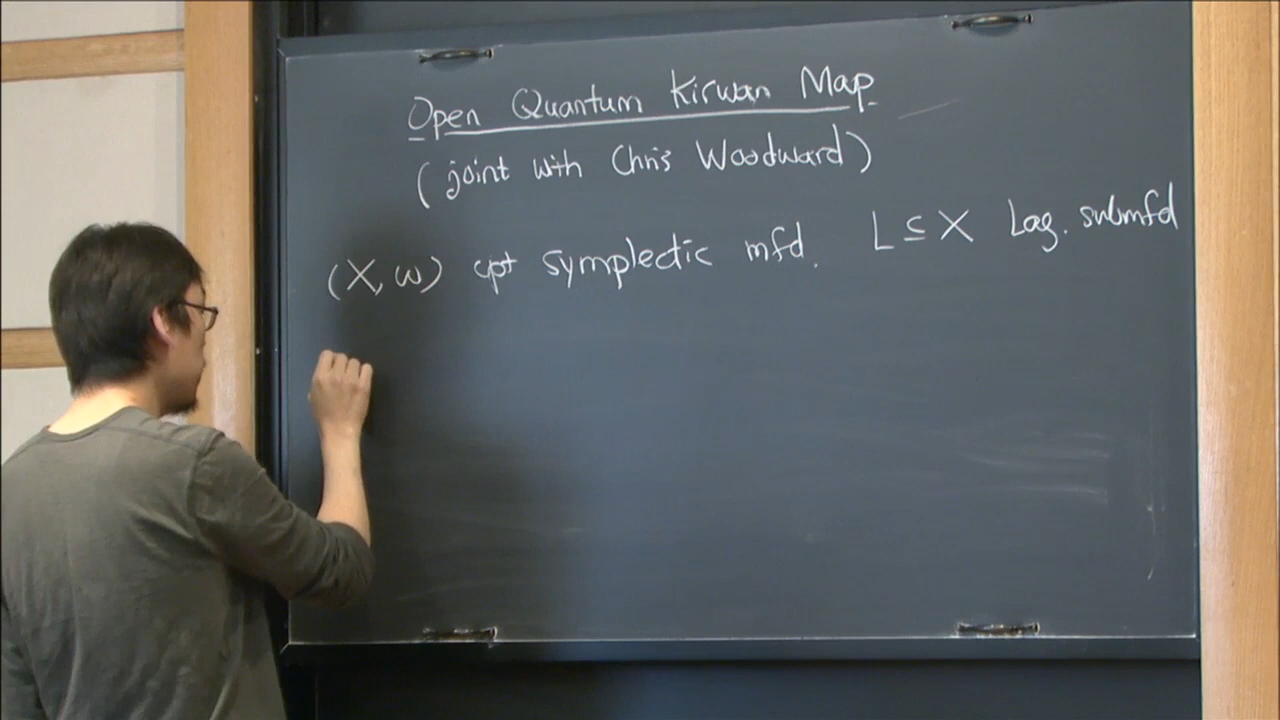 Open Quantum Kirwan Map
(joint with Chris Woodward)
(X, ω) cpt symplectic mfd. L ⊆ X Lag. submfd